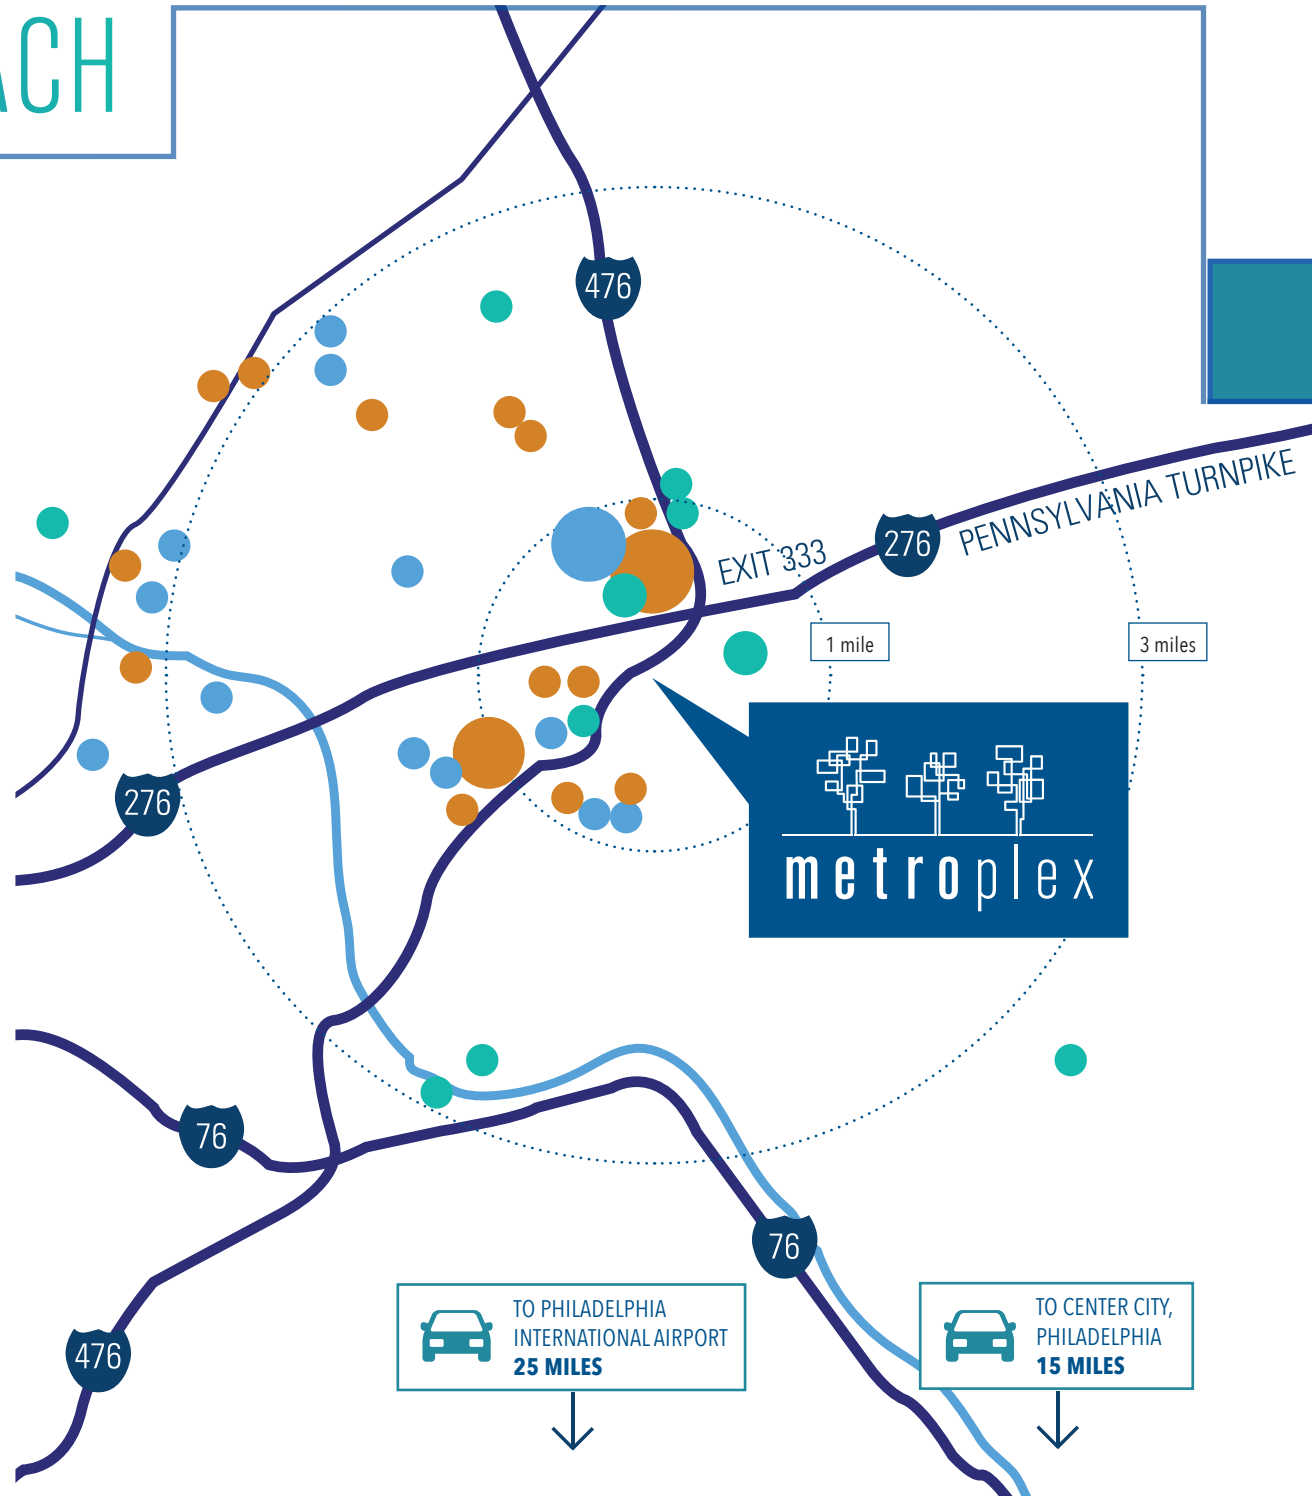 ACH
476
PENNSYLVANIA TURNPIKE
276
EXIT 333
1 mile
3 miles
276
metroplex
76
76
476
TO PHILADELPHIA
INTERNATIONAL AIRPORT
25 MILES
TO CENTER CITY,
PHILADELPHIA
15 MILES